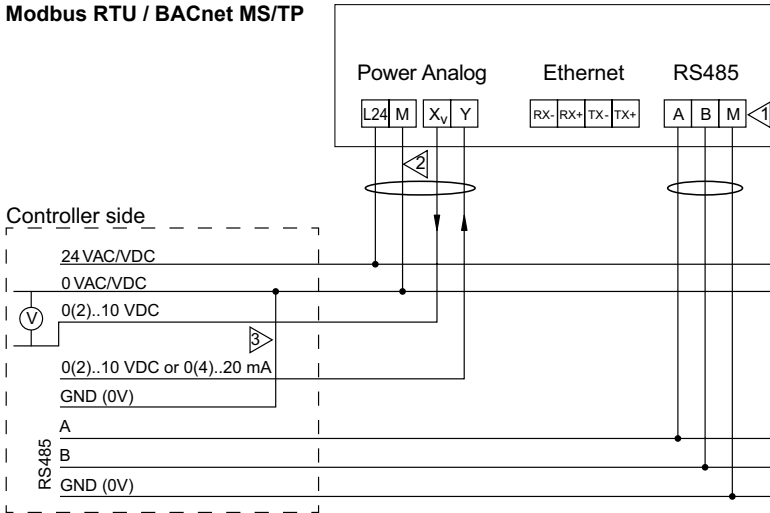 Modbus RTU / BACnet MS/TP
Power Analog Ethernet RS485
L24 M Xv Y RX- RX+ TX- TX+ A B M 1
2
Controller side
24 VAC/VDC
0 VAC/VDC
V 0(2)..10 VDC
3
0(2)..10 VDC or 0(4)..20 mA
GND (0V)
RS485
A
B
GND (0V)